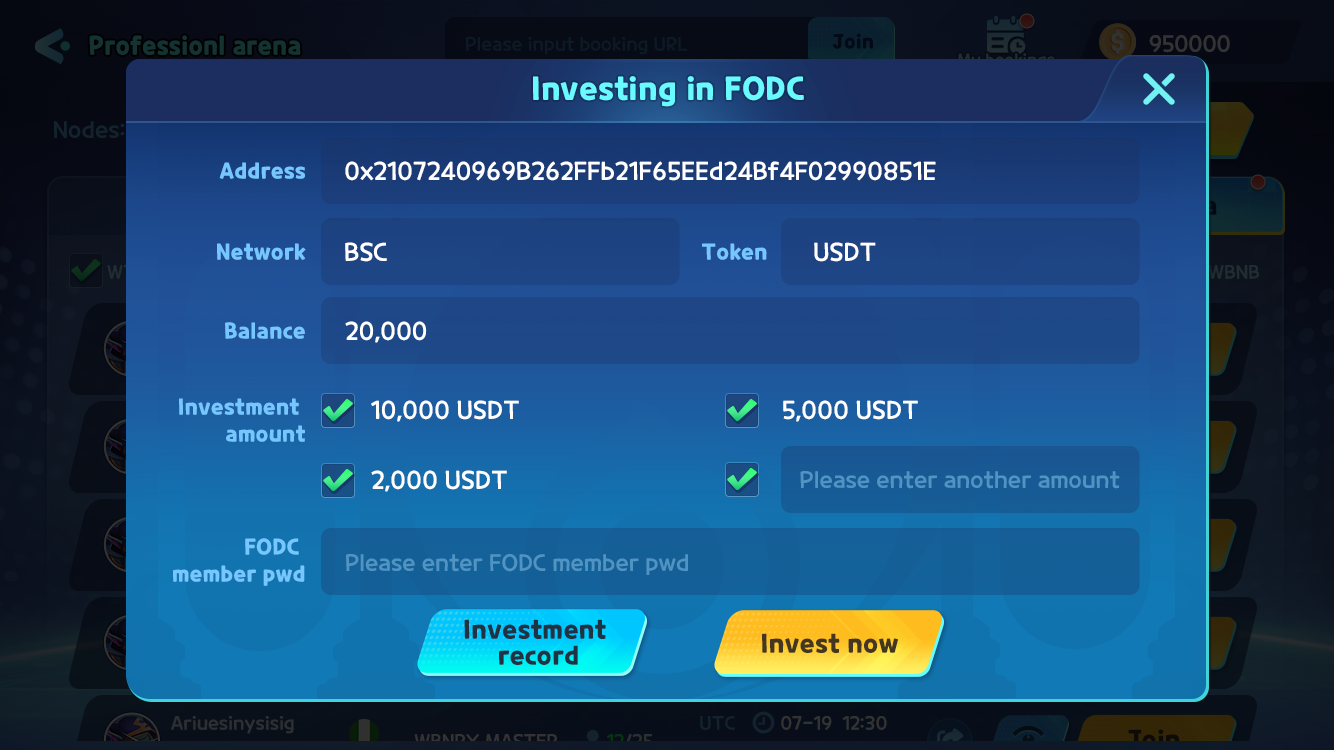 Professionl arena
Please input booking URL
Join
My bookings
950000
Investing in FODC
Nodes:
Address
0x2107240969B262FFb21F65EEd24Bf4F02990851E
Network
BSC
Token
USDT
WBNB
Balance
20,000
Investment
amount
10,000 USDT
5,000 USDT
2,000 USDT
Please enter another amount
FODC
member pwd
Please enter FODC member pwd
Investment
record
Invest now
Ariuesinysisig
UTC
07-19 12:30
12/25
Join